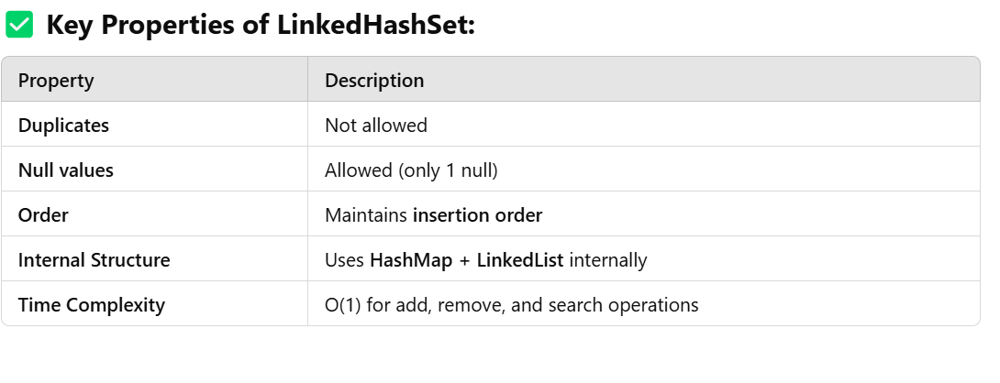 ✅ Key Properties of LinkedHashSet:
Property Description
Duplicates Not allowed
Null values Allowed (only 1 null)
Order Maintains insertion order
Internal Structure Uses HashMap + LinkedList internally
Time Complexity O(1) for add, remove, and search operations